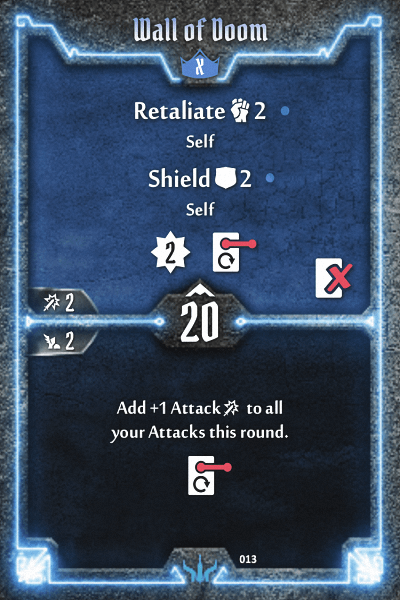 Wall of Doom
X
Retaliate 2
Self
Shield 2
Self
2
2
20
2
Add +1 Attack to all
your Attacks this round.
013